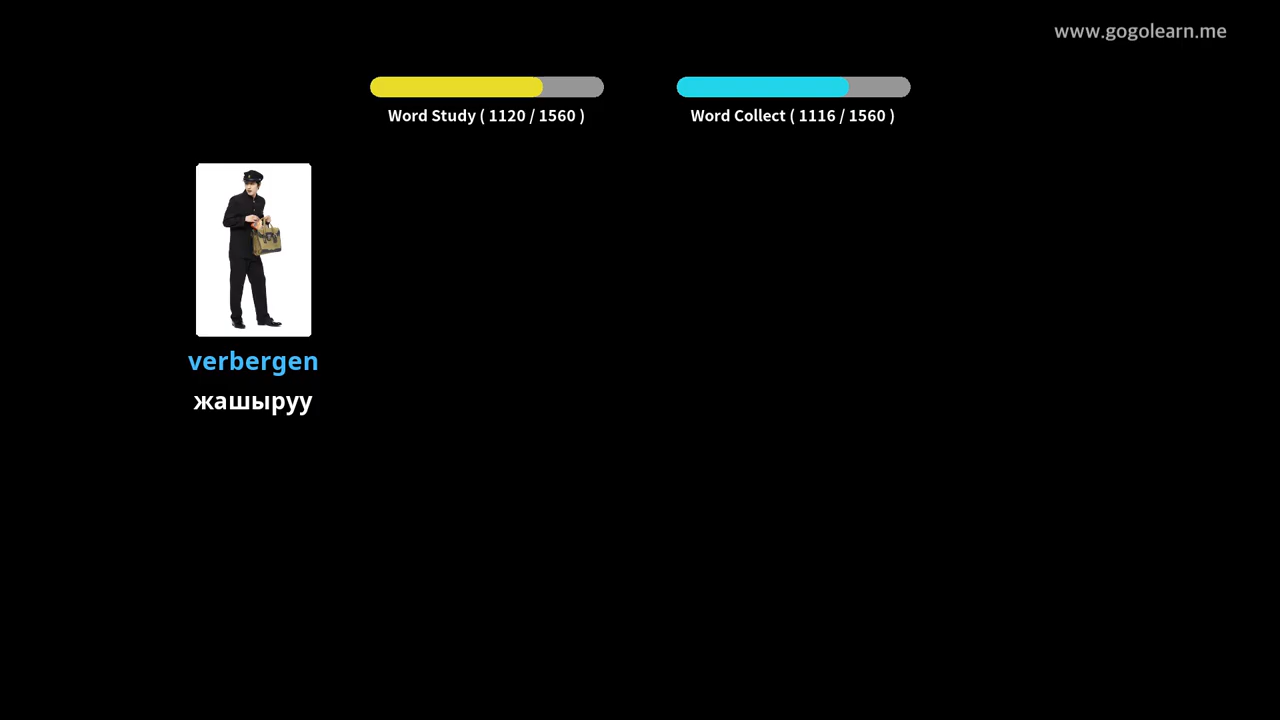 www.gogolearn.me
Word Study ( 1120 / 1560 )
Word Collect ( 1116 / 1560 )
verbergen
жашыруу